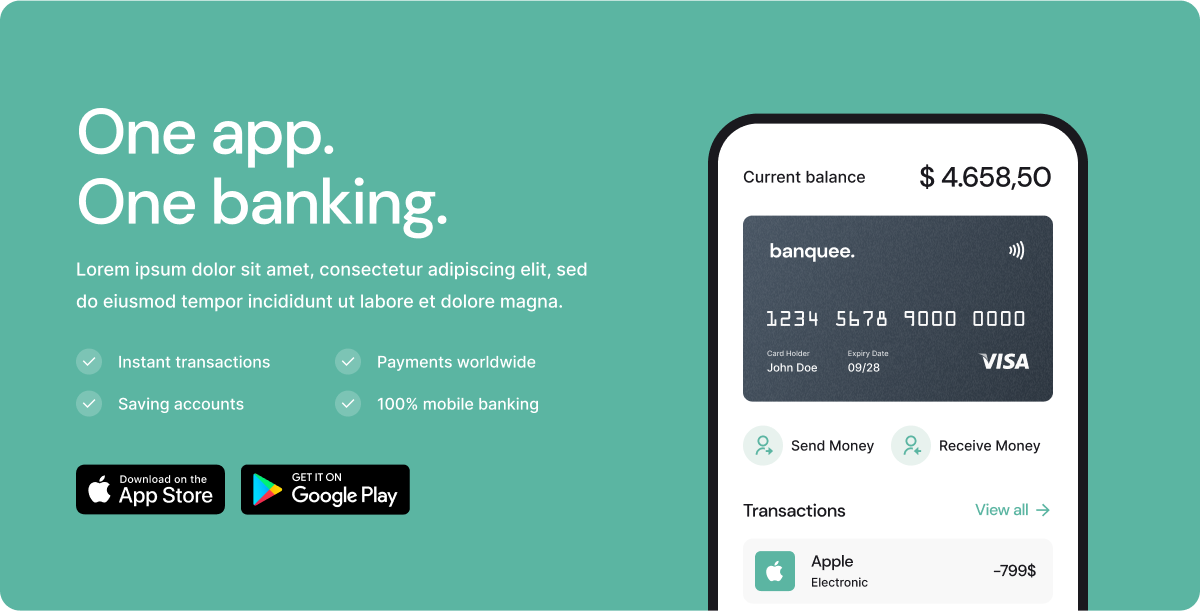 One app.
One banking.
Lorem ipsum dolor sit amet, consectetur adipiscing elit, sed
do eiusmod tempor incididunt ut labore et dolore magna.
Instant transactions
Payments worldwide
Saving accounts
100% mobile banking
Download on the
App Store
GET IT ON
Google Play
Current balance
$ 4.658,50
banquee.
1234 5678 9000 0000
Card Holder
John Doe
Expiry Date
09/28
VISA
Send Money
Receive Money
Transactions
View all
Apple
Electronic
-799$